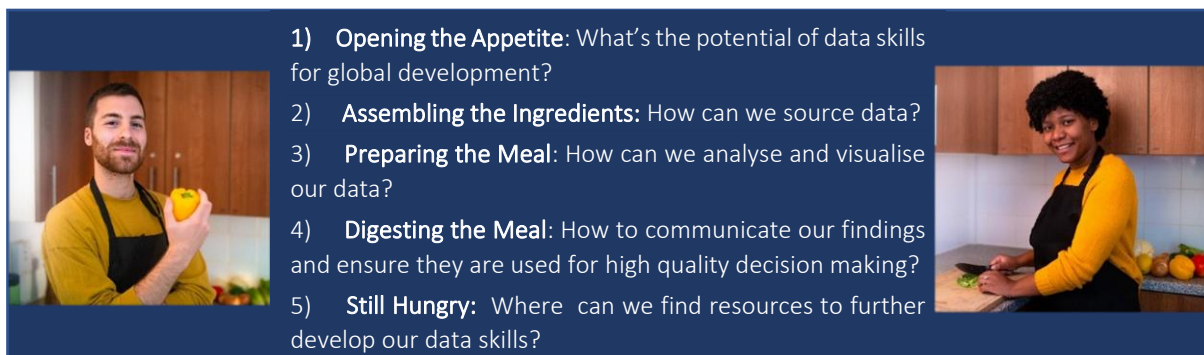 1) Opening the Appetite: What's the potential of data skills
for global development?
2) Assembling the Ingredients: How can we source data?
3) Preparing the Meal: How can we analyse and visualise
our data?
4) Digesting the Meal: How to communicate our findings
and ensure they are used for high quality decision making?
5) Still Hungry: Where can we find resources to further
develop our data skills?